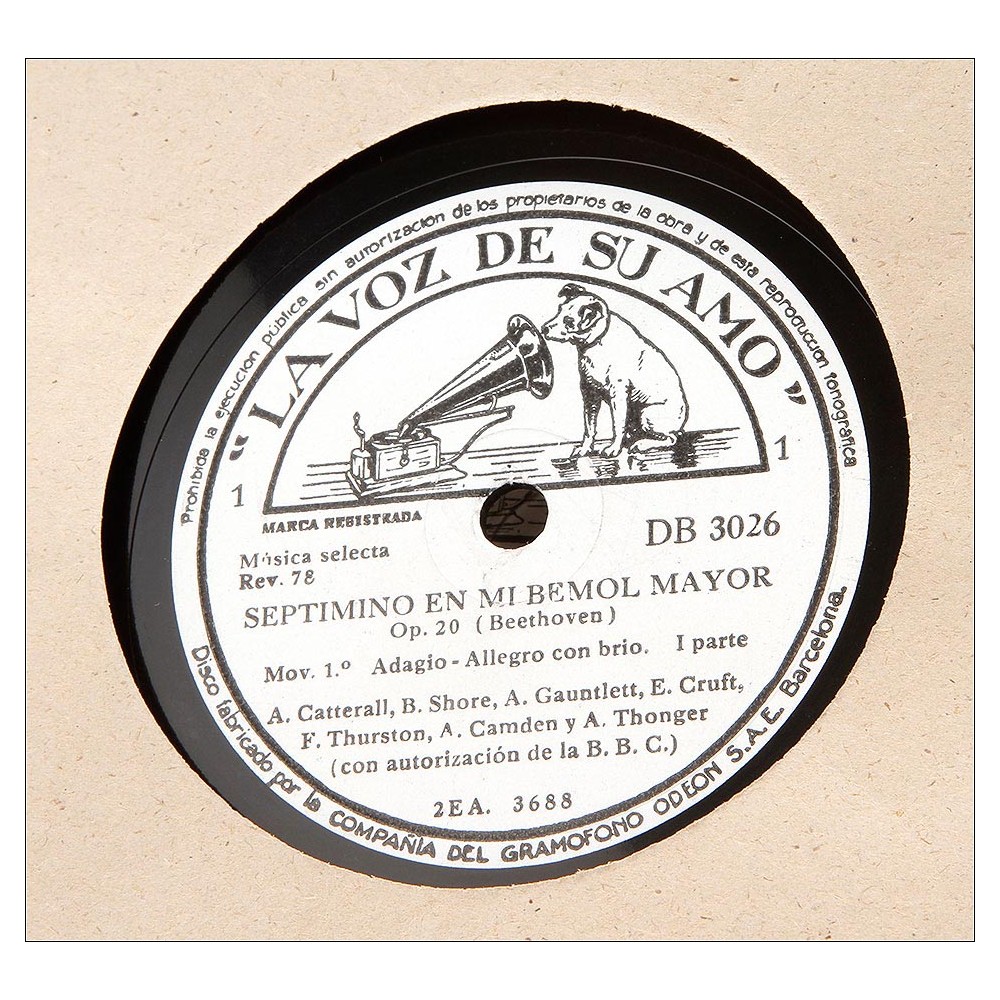 Prohibida la ejecución pública sin autorización de los propietarios de la obra y de esta reproducción fonográfica
"LA VOZ DE SU AMO"
1 1
MARCA REGISTRADA
DB 3026
Música selecta
Rev. 78
SEPTIMINO EN MI BEMOL MAYOR
Op. 20 (Beethoven)
Mov. 1.º Adagio - Allegro con brio. I parte
A. Catterall, B. Shore, A. Gauntlett, E. Cruft,
F. Thurston, A. Camden y A. Thonger
(con autorización de la B. B. C.)
2EA. 3688
Disco fabricado por la COMPAÑÍA DEL GRAMOFONO ODEON S.A.E. Barcelona.